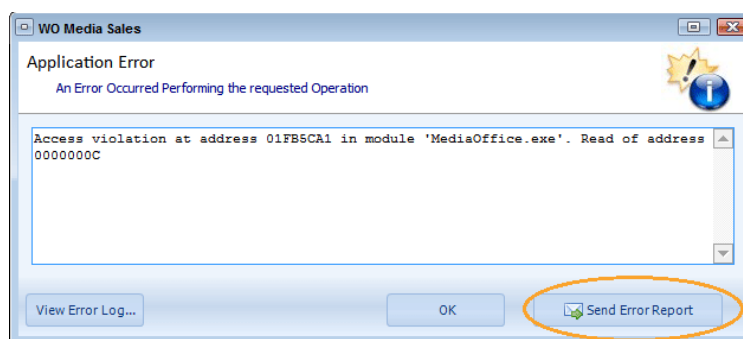 WO Media Sales
Application Error
An Error Occurred Performing the requested Operation
Access violation at address 01FB5CA1 in module 'MediaOffice.exe'. Read of address
0000000C
View Error Log...
OK
Send Error Report